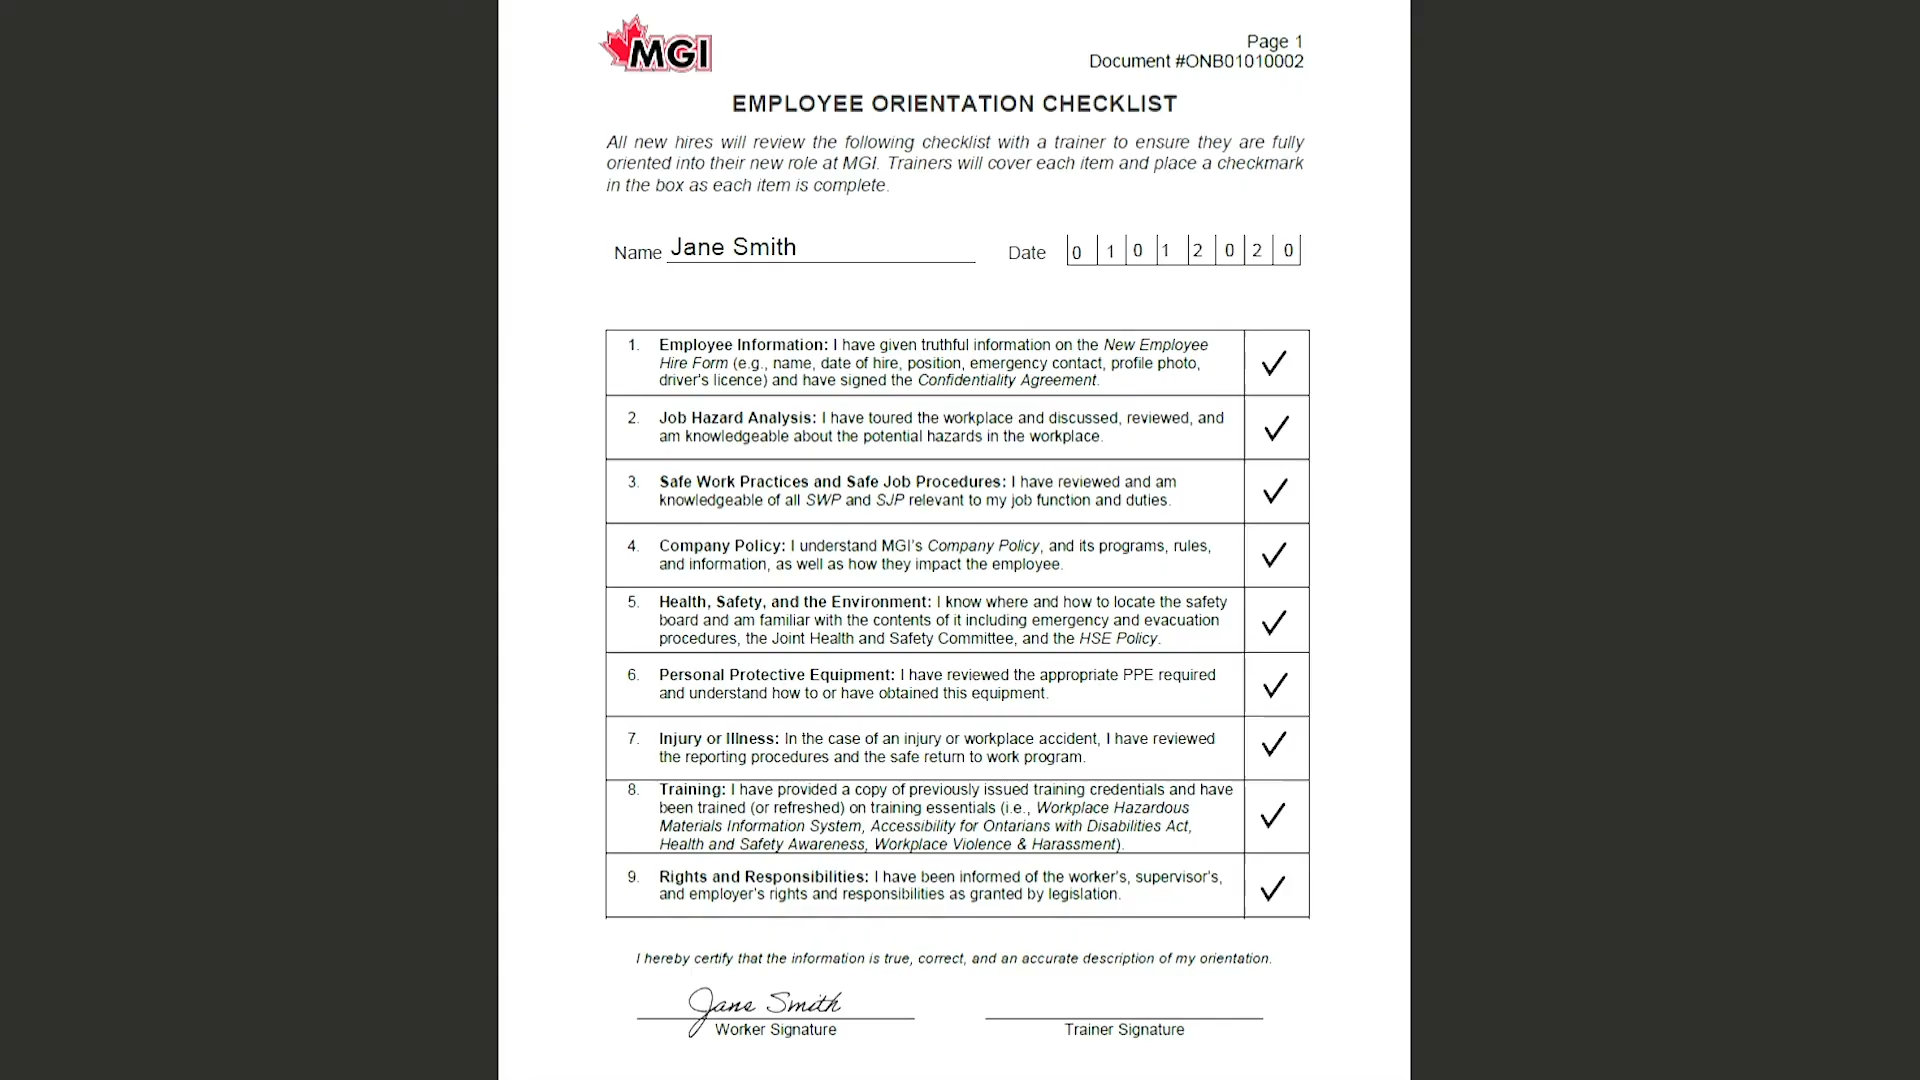 MGI
Page 1
Document #ONB01010002
EMPLOYEE ORIENTATION CHECKLIST
All new hires will review the following checklist with a trainer to ensure they are fully
oriented into their new role at MGI. Trainers will cover each item and place a checkmark
in the box as each item is complete.
Name Jane Smith Date 0 1 0 1 2 0 2 0
1. Employee Information: I have given truthful information on the New Employee
Hire Form (e.g., name, date of hire, position, emergency contact, profile photo,
driver's licence) and have signed the Confidentiality Agreement. ✓
2. Job Hazard Analysis: I have toured the workplace and discussed, reviewed, and
am knowledgeable about the potential hazards in the workplace. ✓
3. Safe Work Practices and Safe Job Procedures: I have reviewed and am
knowledgeable of all SWP and SJP relevant to my job function and duties. ✓
4. Company Policy: I understand MGI's Company Policy, and its programs, rules,
and information, as well as how they impact the employee. ✓
5. Health, Safety, and the Environment: I know where and how to locate the safety
board and am familiar with the contents of it including emergency and evacuation
procedures, the Joint Health and Safety Committee, and the HSE Policy. ✓
6. Personal Protective Equipment: I have reviewed the appropriate PPE required
and understand how to or have obtained this equipment. ✓
7. Injury or Illness: In the case of an injury or workplace accident, I have reviewed
the reporting procedures and the safe return to work program. ✓
8. Training: I have provided a copy of previously issued training credentials and have
been trained (or refreshed) on training essentials (i.e., Workplace Hazardous
Materials Information System, Accessibility for Ontarians with Disabilities Act,
Health and Safety Awareness, Workplace Violence & Harassment). ✓
9. Rights and Responsibilities: I have been informed of the worker's, supervisor's,
and employer's rights and responsibilities as granted by legislation. ✓
I hereby certify that the information is true, correct, and an accurate description of my orientation.
Jane Smith
Worker Signature Trainer Signature